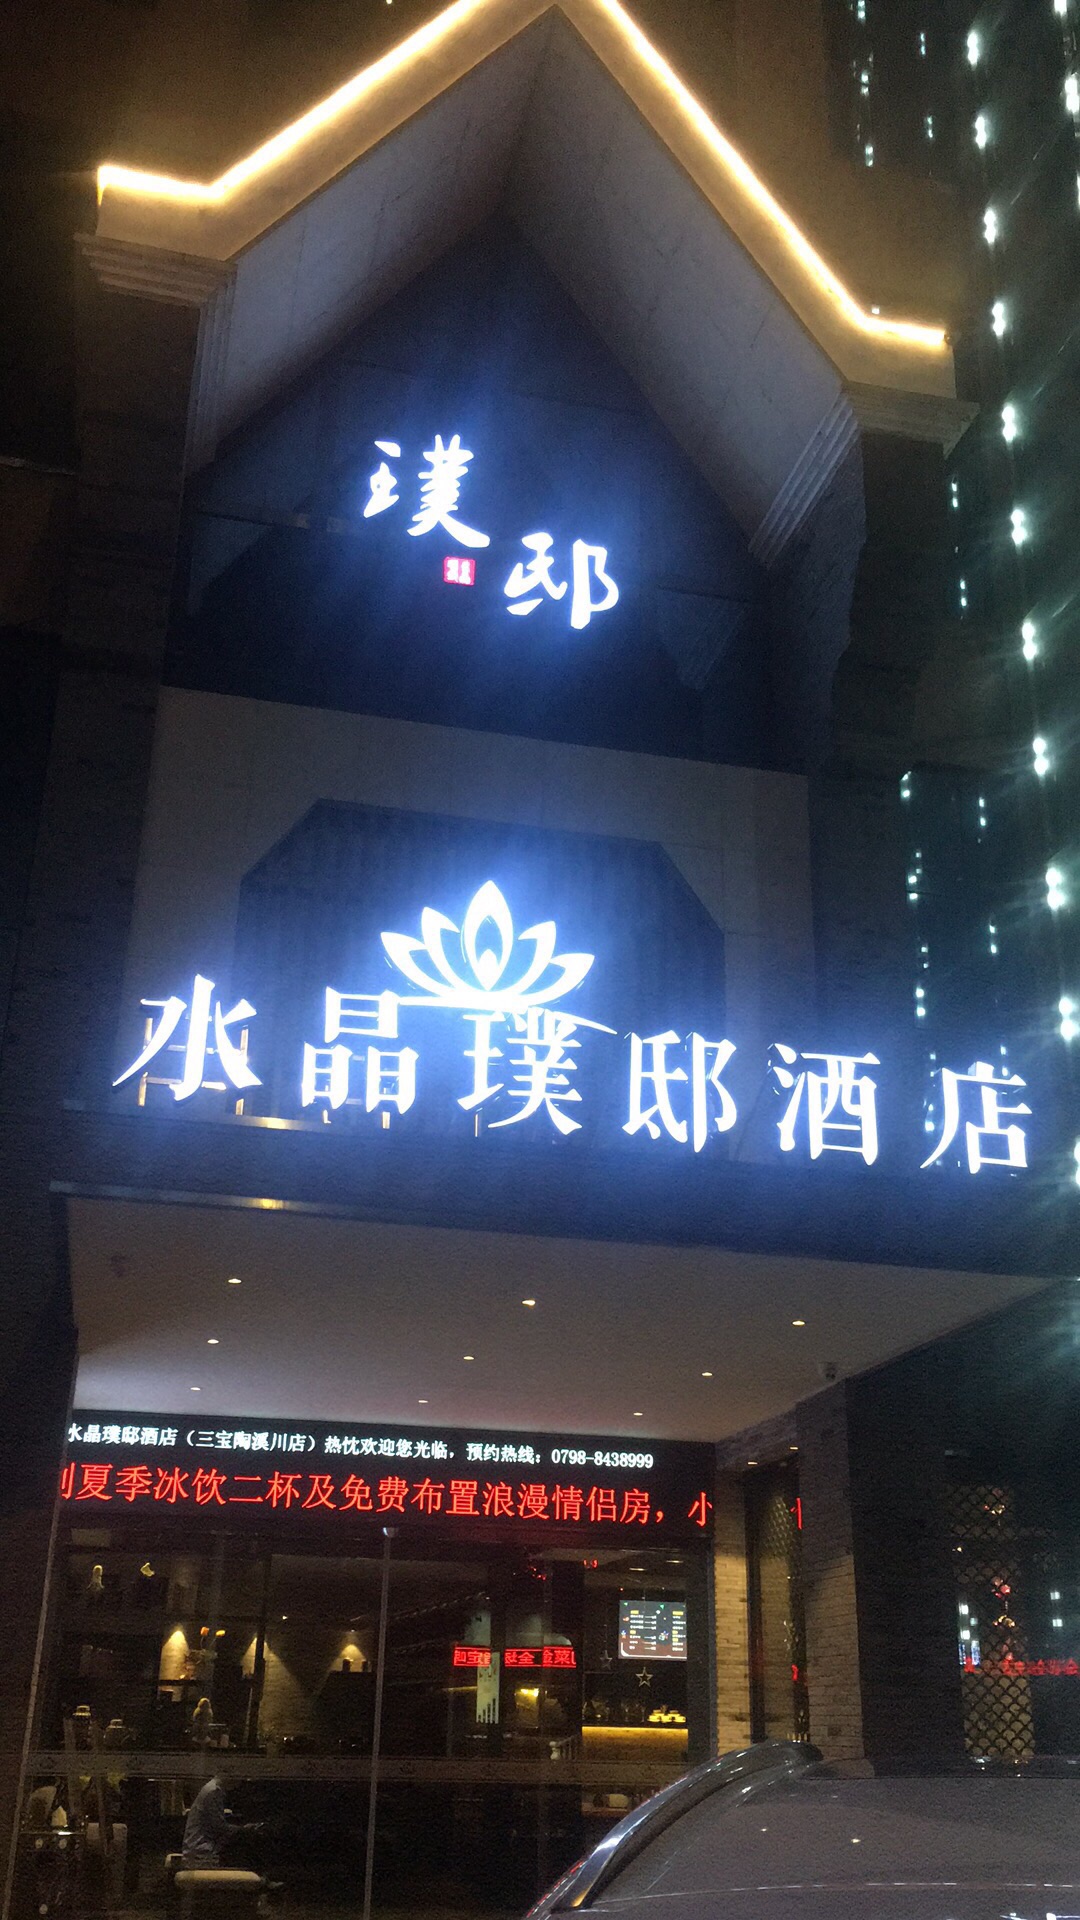 璞邸
水晶璞邸酒店
水晶璞邸酒店（三宝陶溪川店）热忱欢迎您光临，预约热线：0798-8438999
夏季冰饮二杯及免费布置浪漫情侣房，小